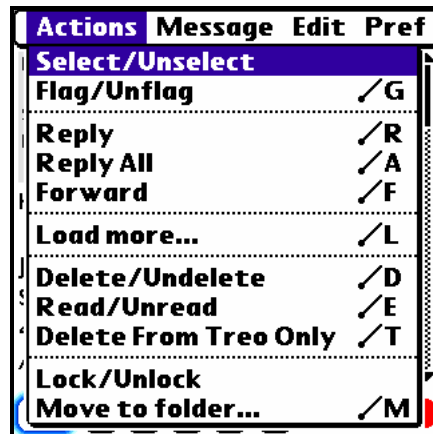 Actions Message Edit Pref
Select/Unselect
Flag/Unflag ⁄G
Reply ⁄R
Reply All ⁄A
Forward ⁄F
Load more... ⁄L
Delete/Undelete ⁄D
Read/Unread ⁄E
Delete From Treo Only ⁄T
Lock/Unlock
Move to folder... ⁄M